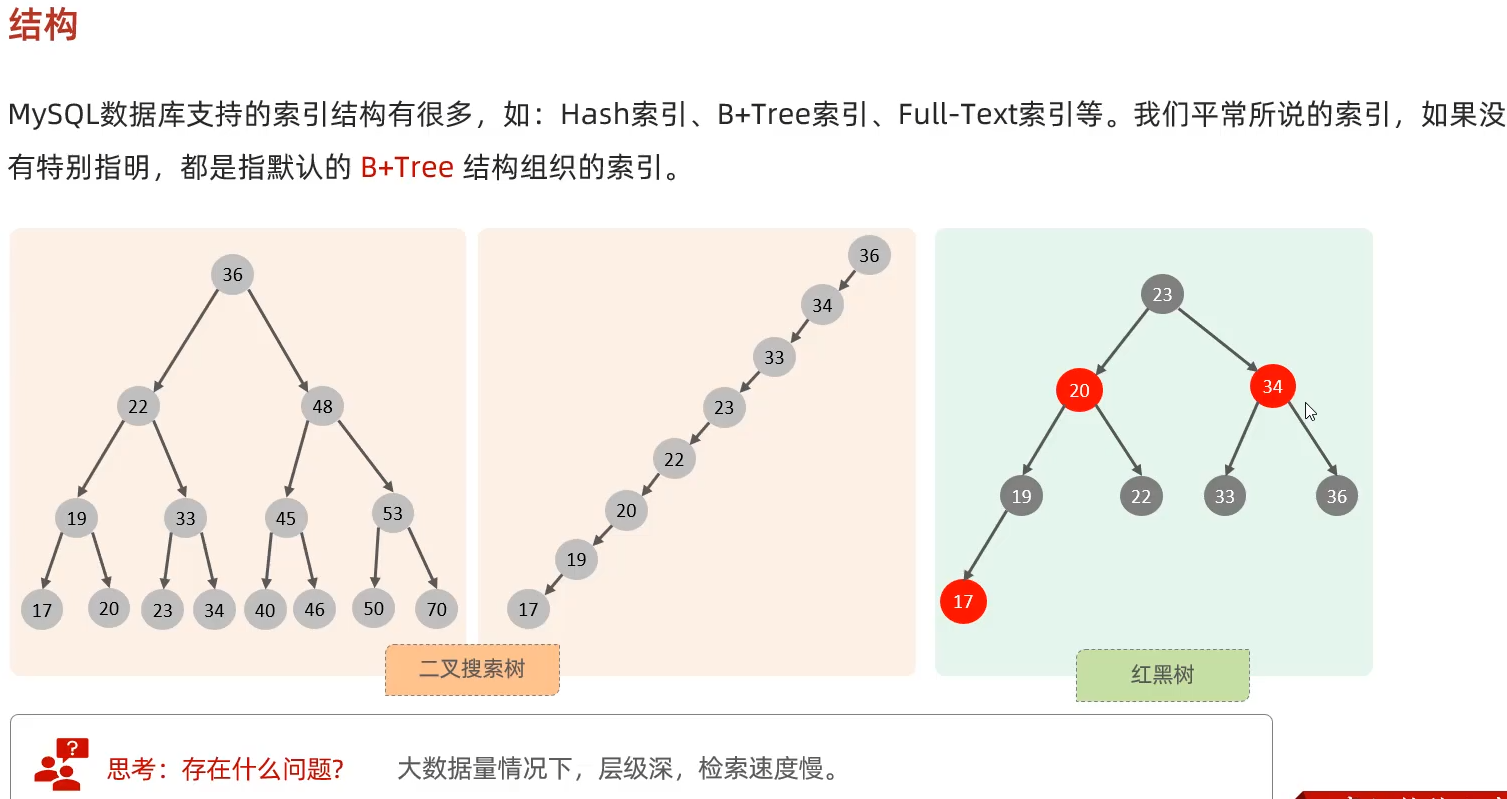 结构
MySQL数据库支持的索引结构有很多，如：Hash索引、B+Tree索引、Full-Text索引等。我们平常所说的索引，如果没
有特别指明，都是指默认的 B+Tree 结构组织的索引。
36
22 48
19 33 45 53
17 20 23 34 40 46 50 70
36
34
33
23
22
20
19
17
二叉搜索树
23
20 34
19 22 33 36
17
红黑树
?
思考：存在什么问题? 大数据量情况下，层级深，检索速度慢。